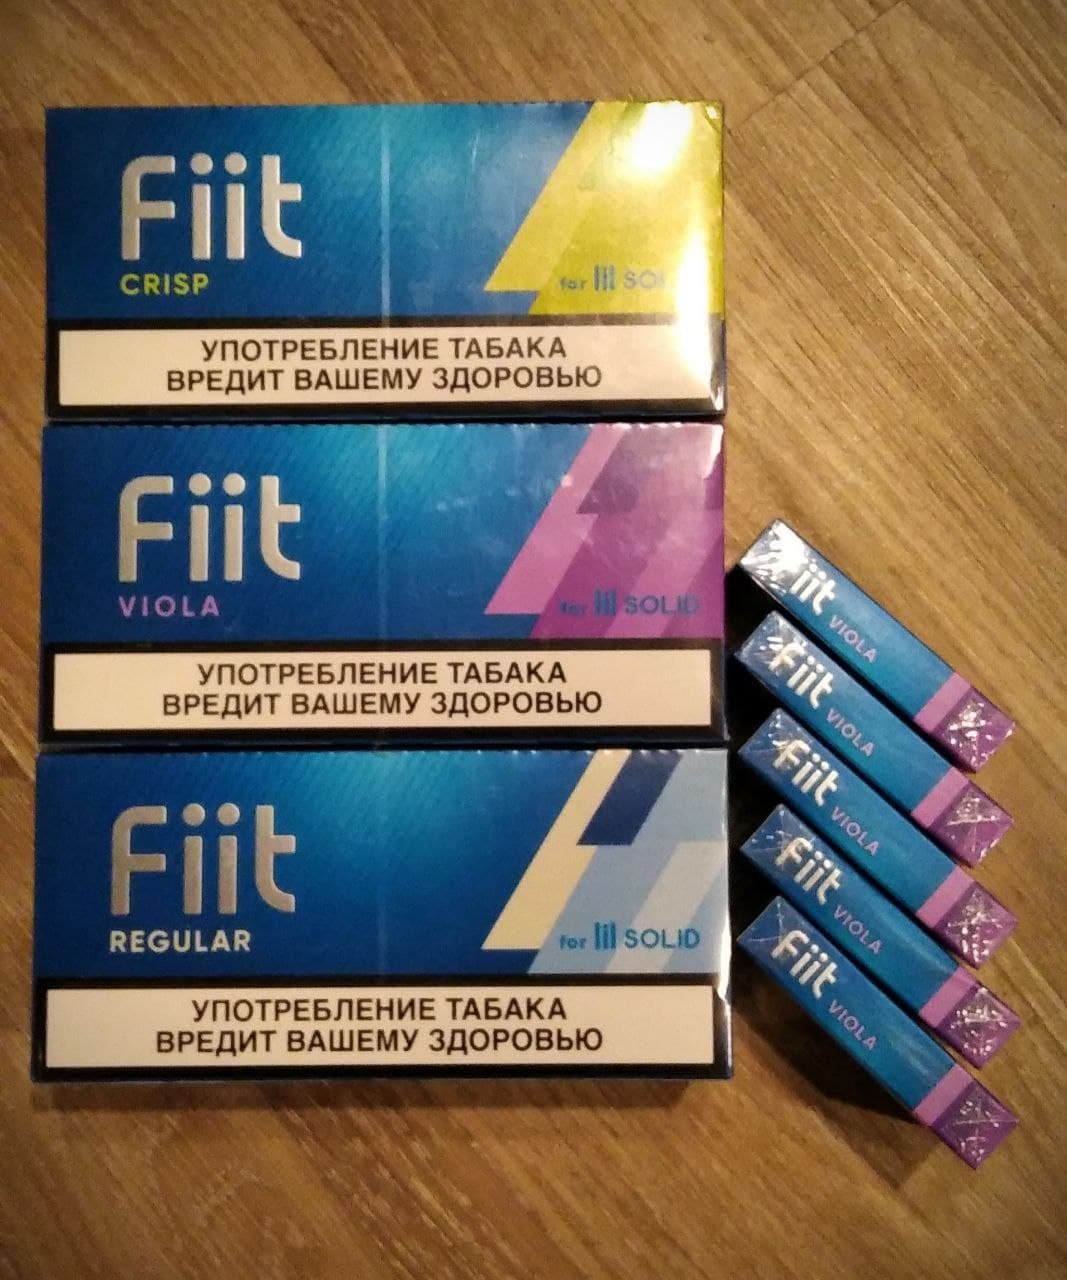 Fiit
CRISP
for lil
УПОТРЕБЛЕНИЕ ТАБАКА
ВРЕДИТ ВАШЕМУ ЗДОРОВЬЮ
Fiit
VIOLA
for lil SOLID
УПОТРЕБЛЕНИЕ ТАБАКА
ВРЕДИТ ВАШЕМУ ЗДОРОВЬЮ
Fiit
REGULAR
for lil SOLID
УПОТРЕБЛЕНИЕ ТАБАКА
ВРЕДИТ ВАШЕМУ ЗДОРОВЬЮ
Fiit VIOLA
Fiit VIOLA
Fiit VIOLA
Fiit VIOLA
Fiit VIOLA